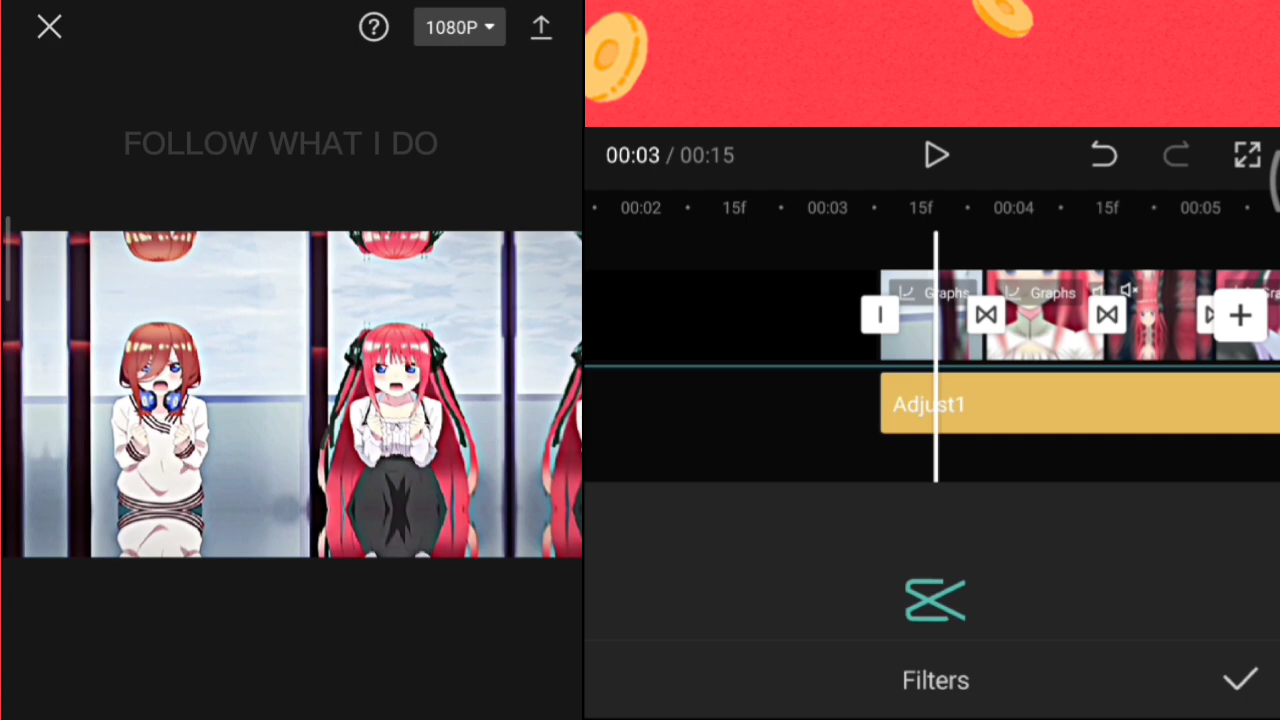 1080P
FOLLOW WHAT I DO
00:03 / 00:15
00:02 15f 00:03 15f 00:04 15f 00:05
Graphs Graphs
Adjust1
Filters